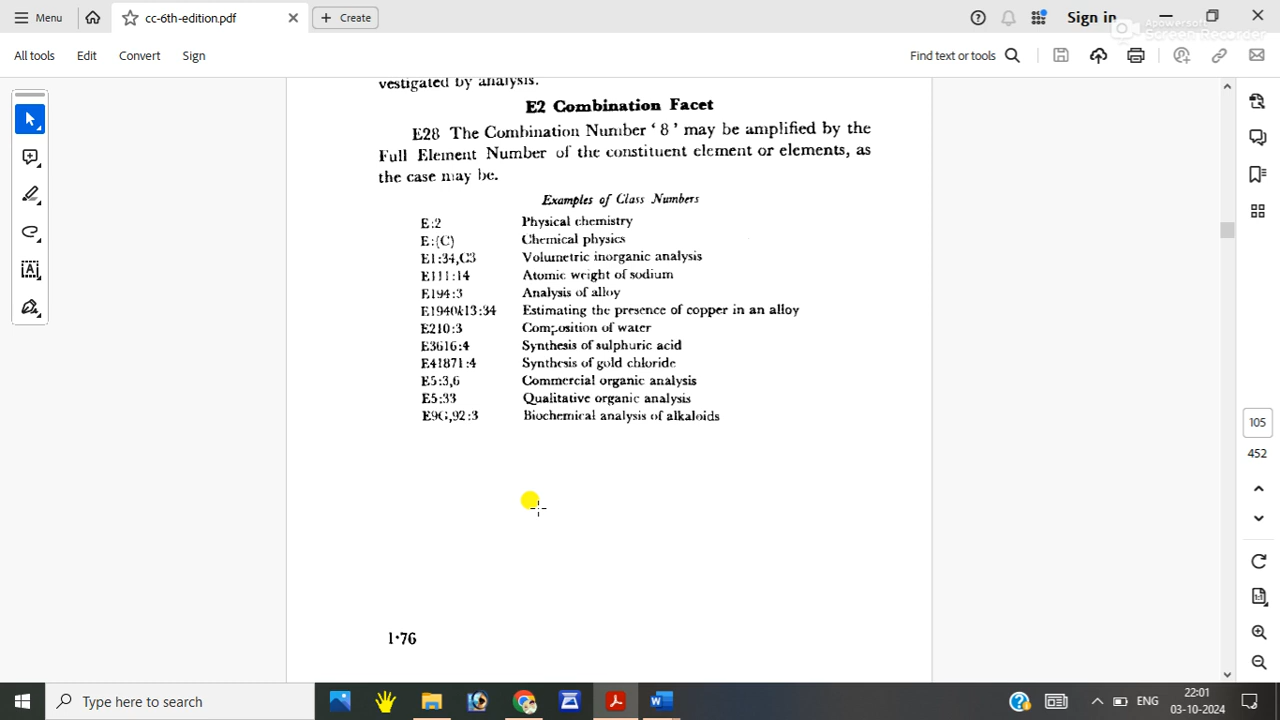 Menu
cc-6th-edition.pdf
Create
Sign in
Apowersoft
Screen Recorder
All tools
Edit
Convert
Sign
Find text or tools
vestigated by analysis.
E2 Combination Facet
E28 The Combination Number ‘ 8 ’ may be amplified by the
Full Element Number of the constituent element or elements, as
the case may be.
Examples of Class Numbers
E:2 Physical chemistry
E:(C) Chemical physics
E1:34,C3 Volumetric inorganic analysis
E111:14 Atomic weight of sodium
E194:3 Analysis of alloy
E1940k13:34 Estimating the presence of copper in an alloy
E210:3 Composition of water
E3616:4 Synthesis of sulphuric acid
E41871:4 Synthesis of gold chloride
E5:3,6 Commercial organic analysis
E5:33 Qualitative organic analysis
E9G,92:3 Biochemical analysis of alkaloids
105
452
1·76
Type here to search
ENG
22:01
03-10-2024